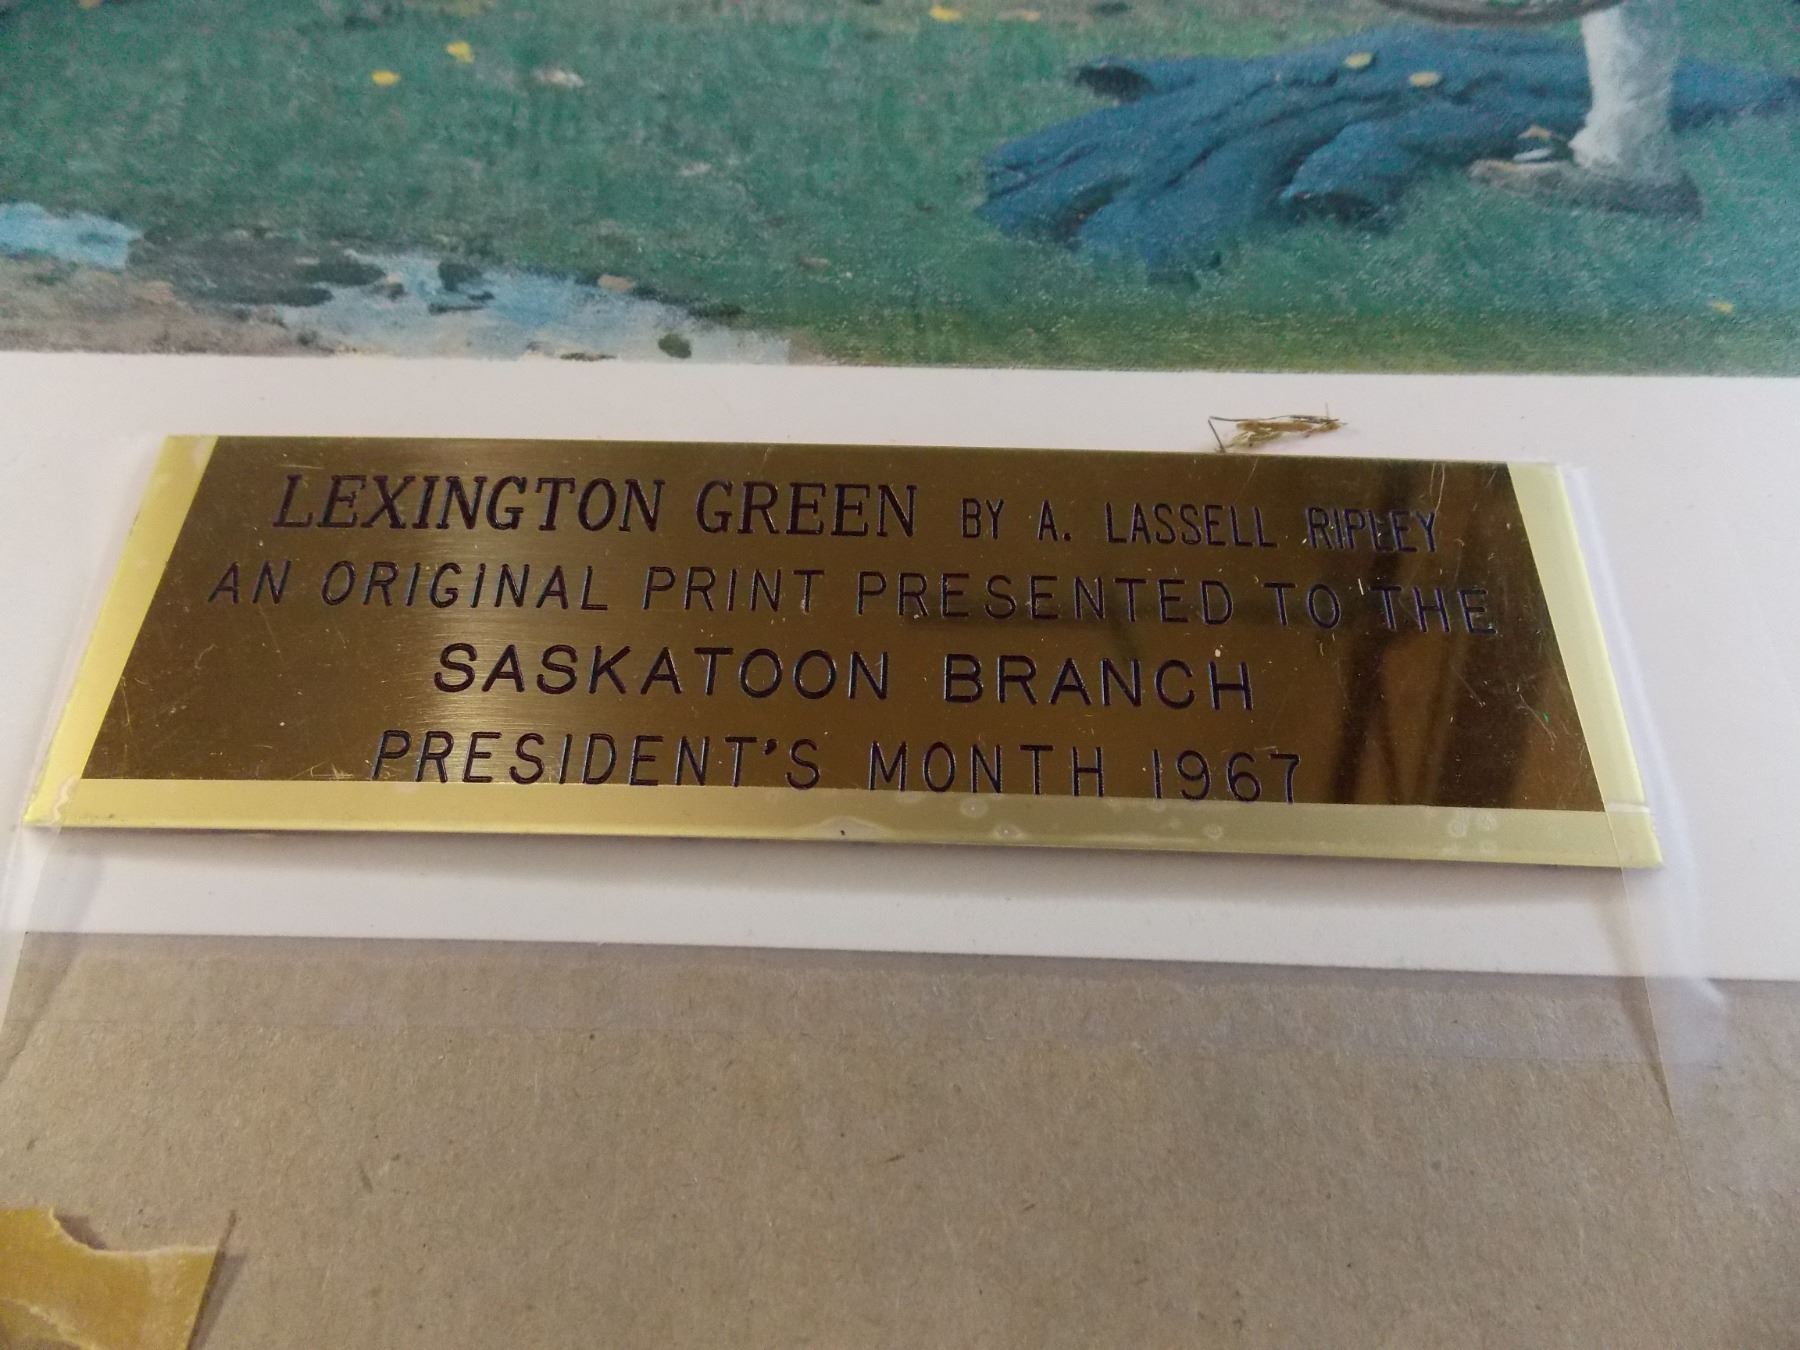 LEXINGTON GREEN BY A. LASSELL RIPLEY
AN ORIGINAL PRINT PRESENTED TO THE
SASKATOON BRANCH
PRESIDENT'S MONTH 1967